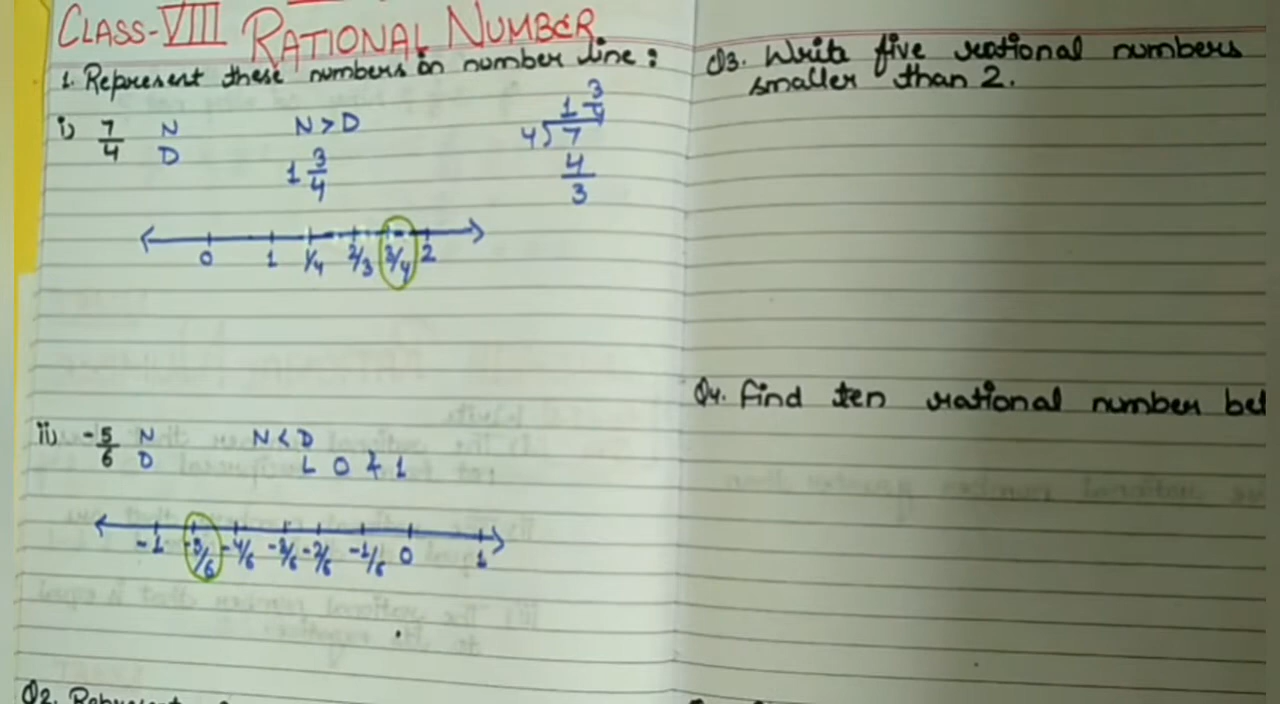 CLASS-VIII RATIONAL NUMBER
1. Represent these numbers on number line:
i) 7/4 N D N > D 1 3/4
1 3/4
4) 7
4
3
0 1 1/4 2/3 3/4 2
ii) -5/6 N D N < D
L 0 & 1
-1 -5/6 -4/6 -3/6 -2/6 -1/6 0 1
Q2. Represent
Q3. Write five rational numbers
smaller than 2.
Q4. Find ten rational number bet